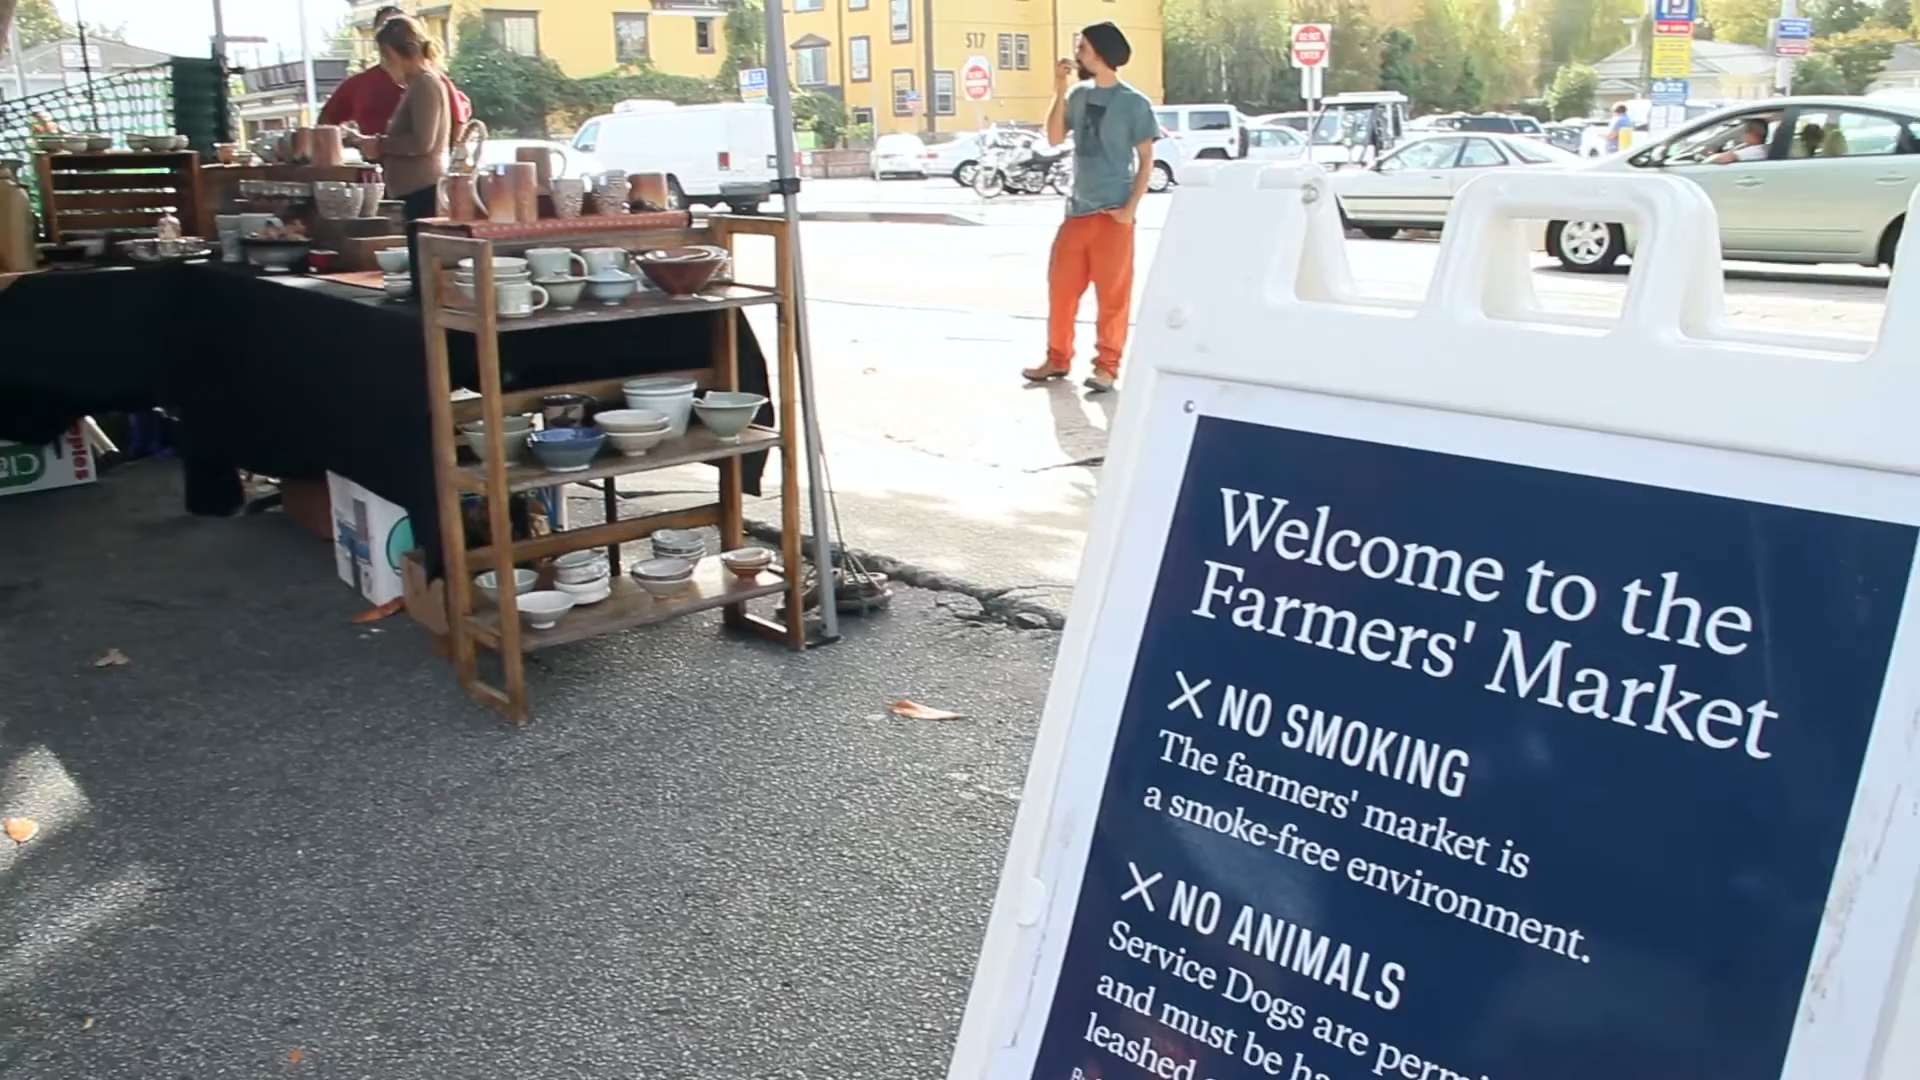 517
DO NOT
ENTER
Welcome to the
Farmers' Market
NO SMOKING
The farmers' market is
a smoke-free environment.
NO ANIMALS
Service Dogs are
and must be
leashed